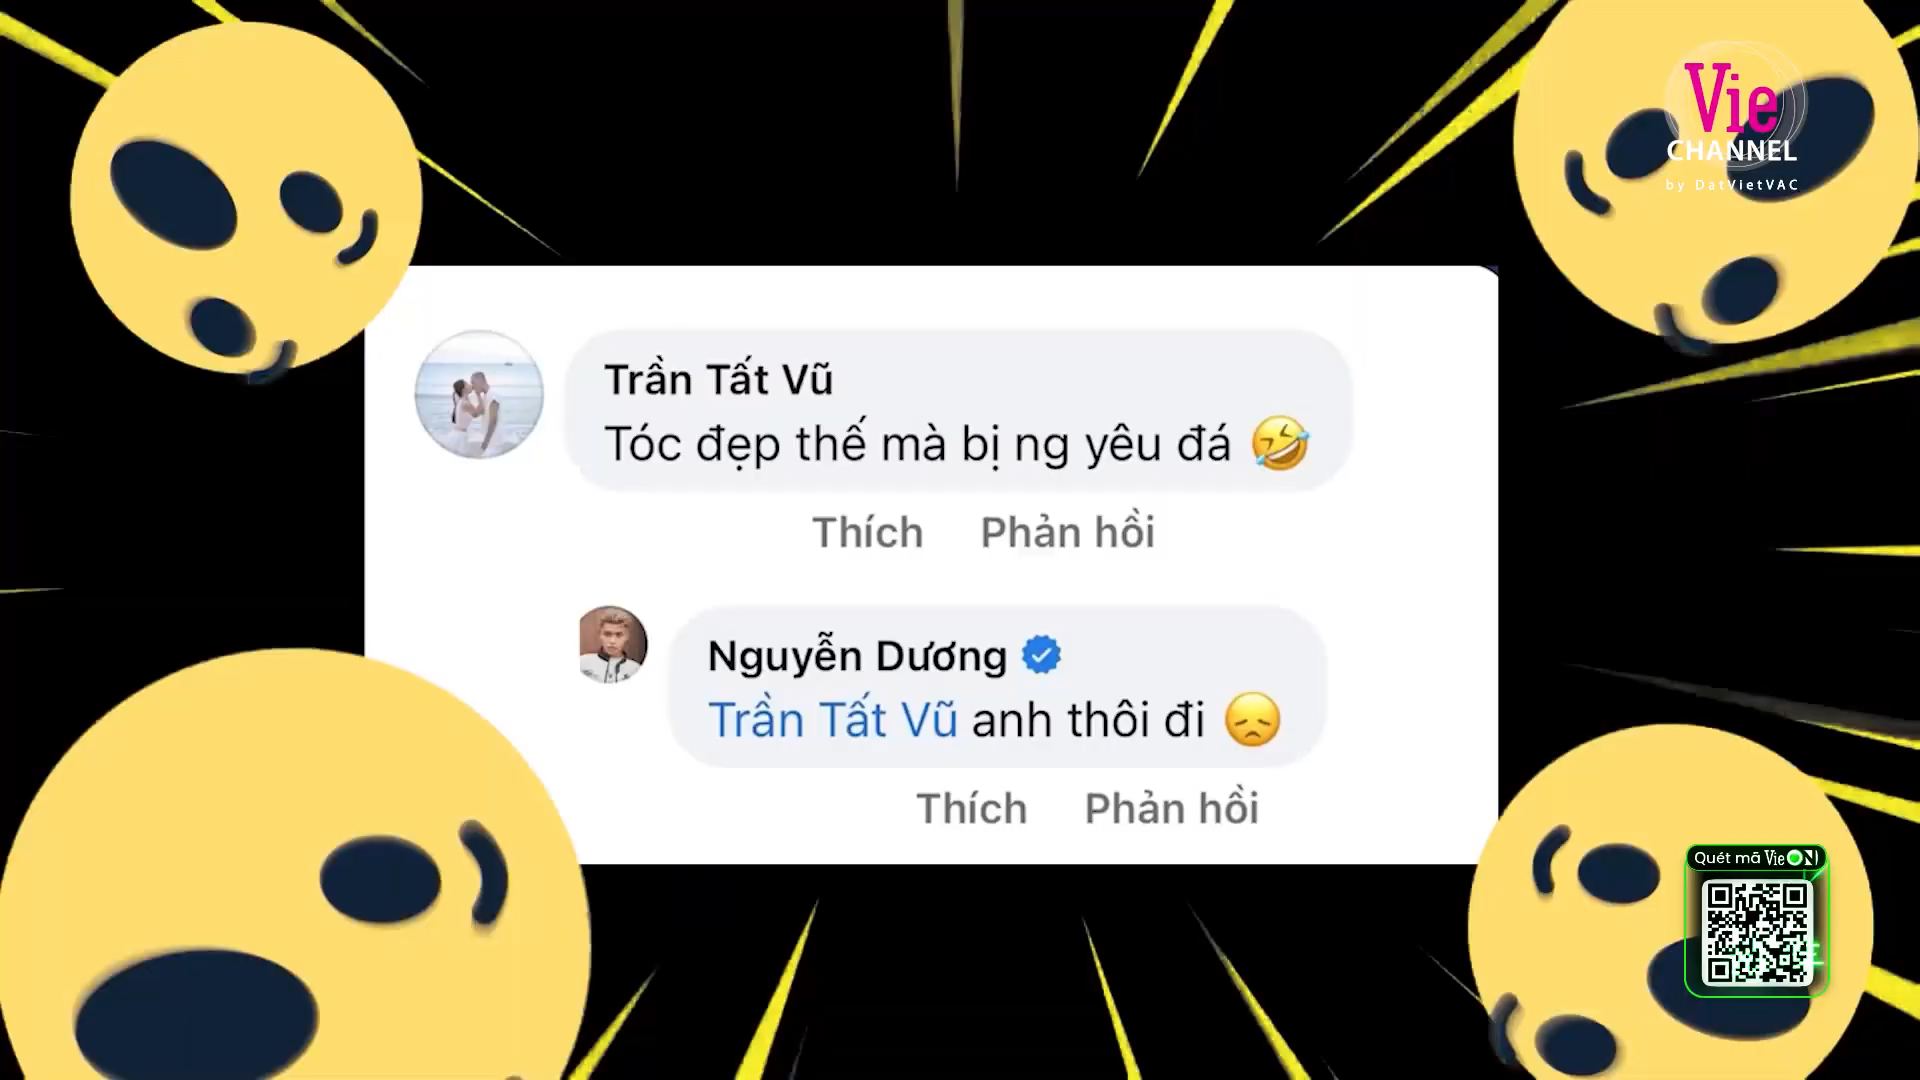 Vie
CHANNEL
by DatVietVAC
Trần Tất Vũ
Tóc đẹp thế mà bị ng yêu đá 🤣
Thích Phản hồi
Nguyễn Dương
Trần Tất Vũ anh thôi đi 😞
Thích Phản hồi
Quét mã VieON